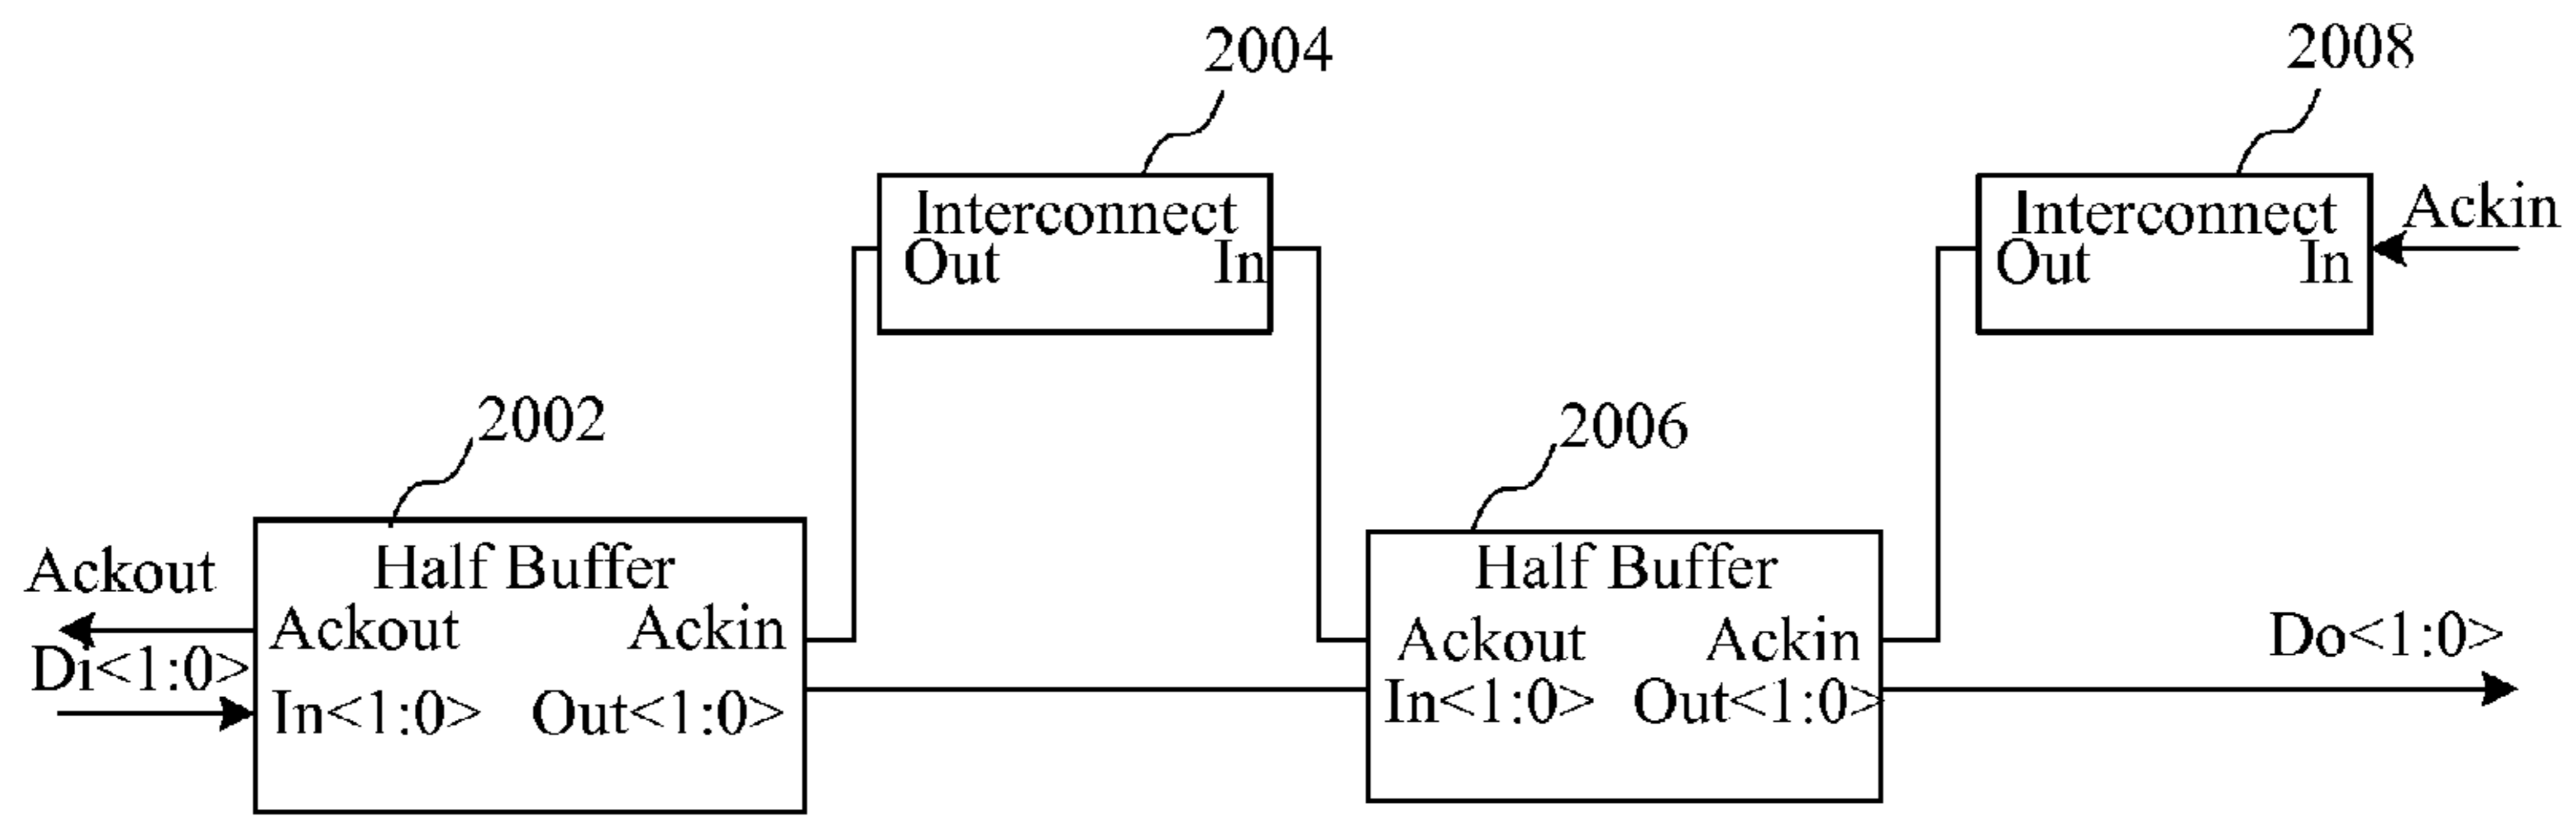 2004
2008
Interconnect
Out In
Interconnect
Out In
Ackin
2002
2006
Half Buffer
Ackout Ackin
In<1:0> Out<1:0>
Ackout
Di<1:0>
Half Buffer
Ackout Ackin
In<1:0> Out<1:0>
Do<1:0>